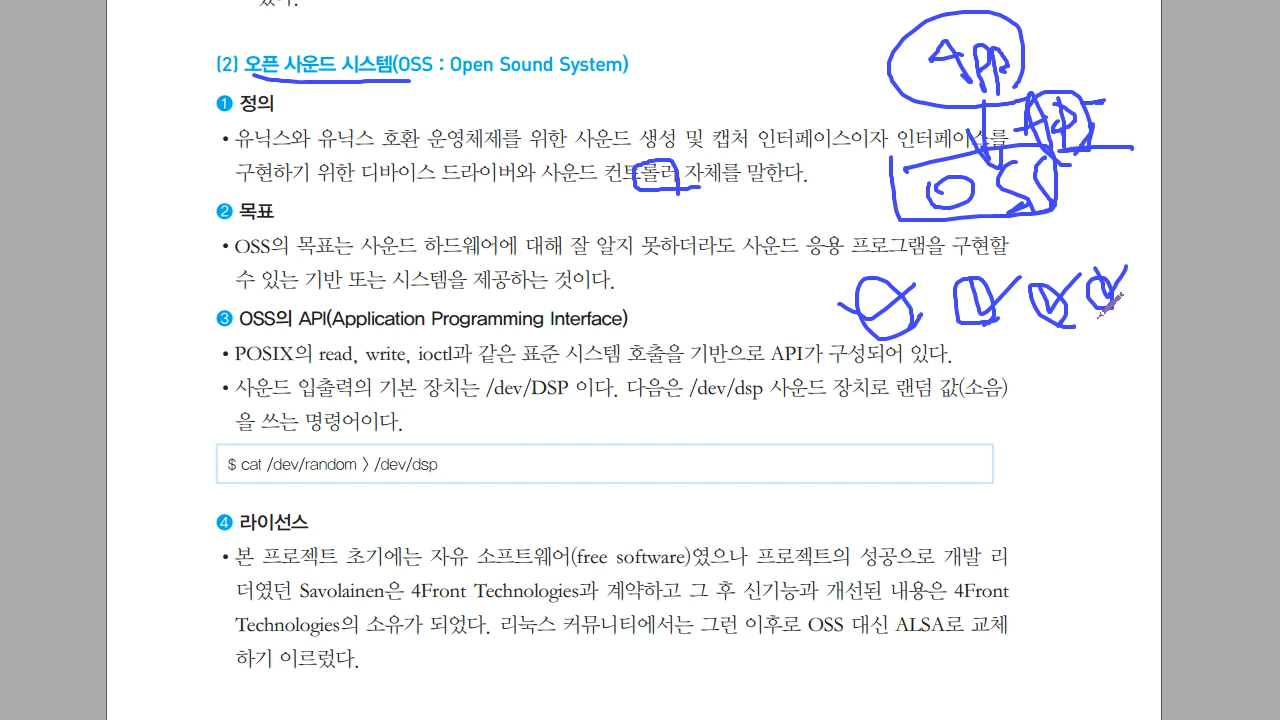 있다.
(2) 오픈 사운드 시스템(OSS : Open Sound System)
❶ 정의
• 유닉스와 유닉스 호환 운영체제를 위한 사운드 생성 및 캡처 인터페이스이자 인터페이스를
구현하기 위한 디바이스 드라이버와 사운드 컨트롤러 자체를 말한다.
❷ 목표
• OSS의 목표는 사운드 하드웨어에 대해 잘 알지 못하더라도 사운드 응용 프로그램을 구현할
수 있는 기반 또는 시스템을 제공하는 것이다.
❸ OSS의 API(Application Programming Interface)
• POSIX의 read, write, ioctl과 같은 표준 시스템 호출을 기반으로 API가 구성되어 있다.
• 사운드 입출력의 기본 장치는 /dev/DSP 이다. 다음은 /dev/dsp 사운드 장치로 랜덤 값(소음)
을 쓰는 명령어이다.
$ cat /dev/random 〉/dev/dsp
❹ 라이선스
• 본 프로젝트 초기에는 자유 소프트웨어(free software)였으나 프로젝트의 성공으로 개발 리
더였던 Savolainen은 4Front Technologies과 계약하고 그 후 신기능과 개선된 내용은 4Front
Technologies의 소유가 되었다. 리눅스 커뮤니티에서는 그런 이후로 OSS 대신 ALSA로 교체
하기 이르렀다.
App